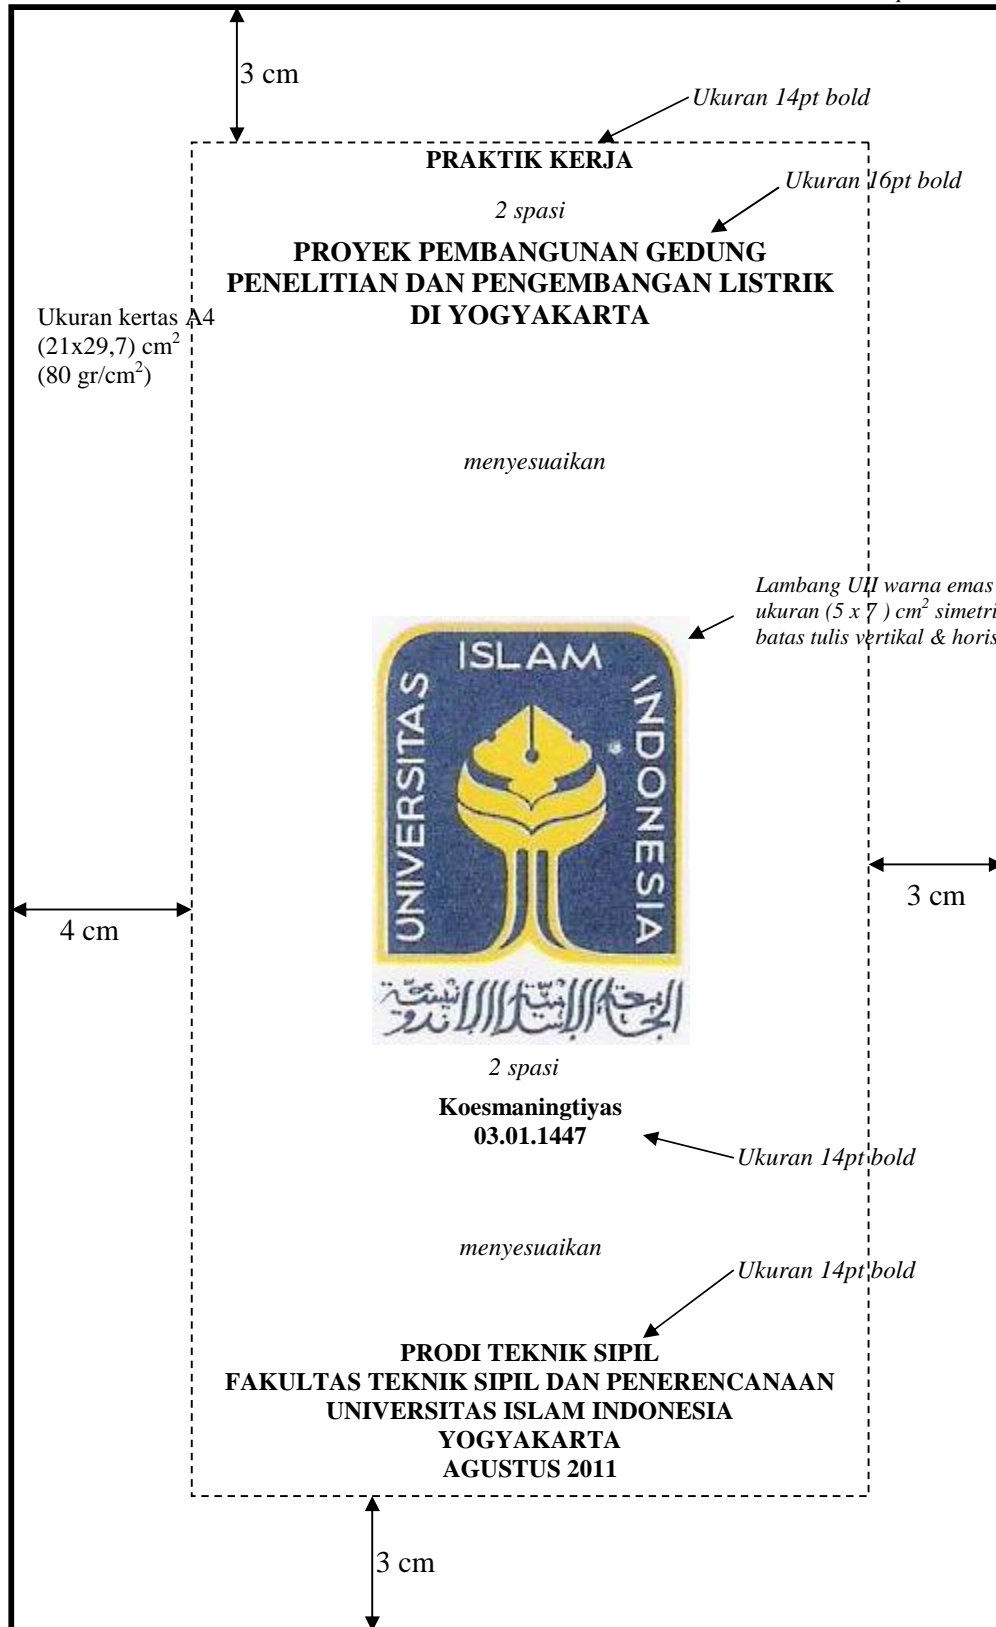 3 cm
Ukuran 14pt bold
PRAKTIK KERJA
Ukuran 16pt bold
2 spasi
PROYEK PEMBANGUNAN GEDUNG
PENELITIAN DAN PENGEMBANGAN LISTRIK
DI YOGYAKARTA
Ukuran kertas A4
(21x29,7) cm²
(80 gr/cm²)
menyesuaikan
Lambang UII warna emas
ukuran (5 x 7 ) cm² simetri
batas tulis vertikal & horis
UNIVERSITAS ISLAM INDONESIA
الجامعة الإسلامية الإندونيسية
3 cm
4 cm
2 spasi
Koesmaningtiyas
03.01.1447
Ukuran 14pt bold
menyesuaikan
Ukuran 14pt bold
PRODI TEKNIK SIPIL
FAKULTAS TEKNIK SIPIL DAN PENERENCANAAN
UNIVERSITAS ISLAM INDONESIA
YOGYAKARTA
AGUSTUS 2011
3 cm